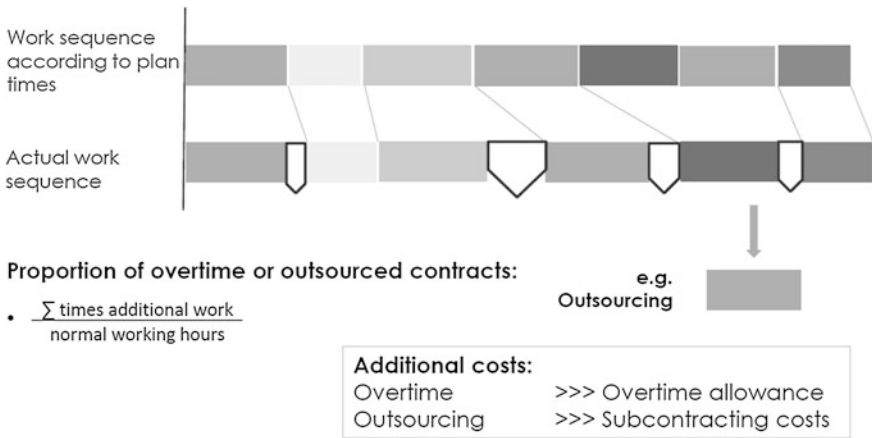 Work sequence
according to plan
times
Actual work
sequence
Proportion of overtime or outsourced contracts:
• ∑ times additional work
normal working hours
e.g.
Outsourcing
Additional costs:
Overtime >>> Overtime allowance
Outsourcing >>> Subcontracting costs